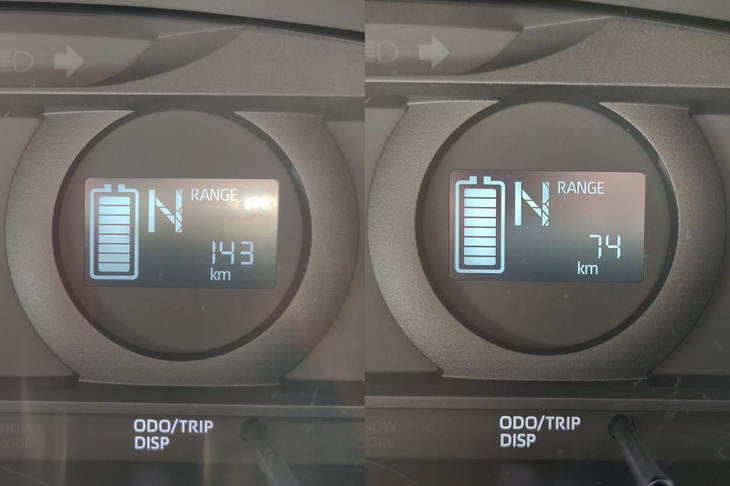 N RANGE
143
km
ODO/TRIP
DISP
N RANGE
74
km
ODO/TRIP
DISP